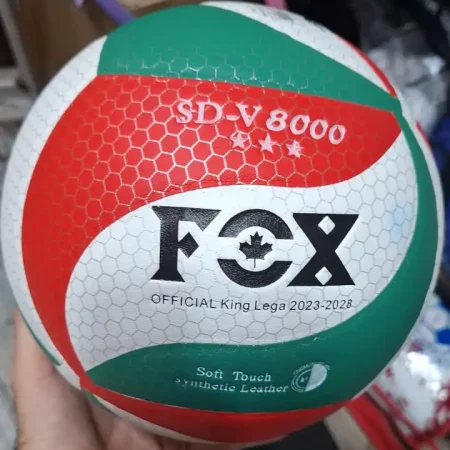 SD-V8000
FOX
OFFICIAL King Lega 2023-2028
Soft Touch
Synthetic Leather